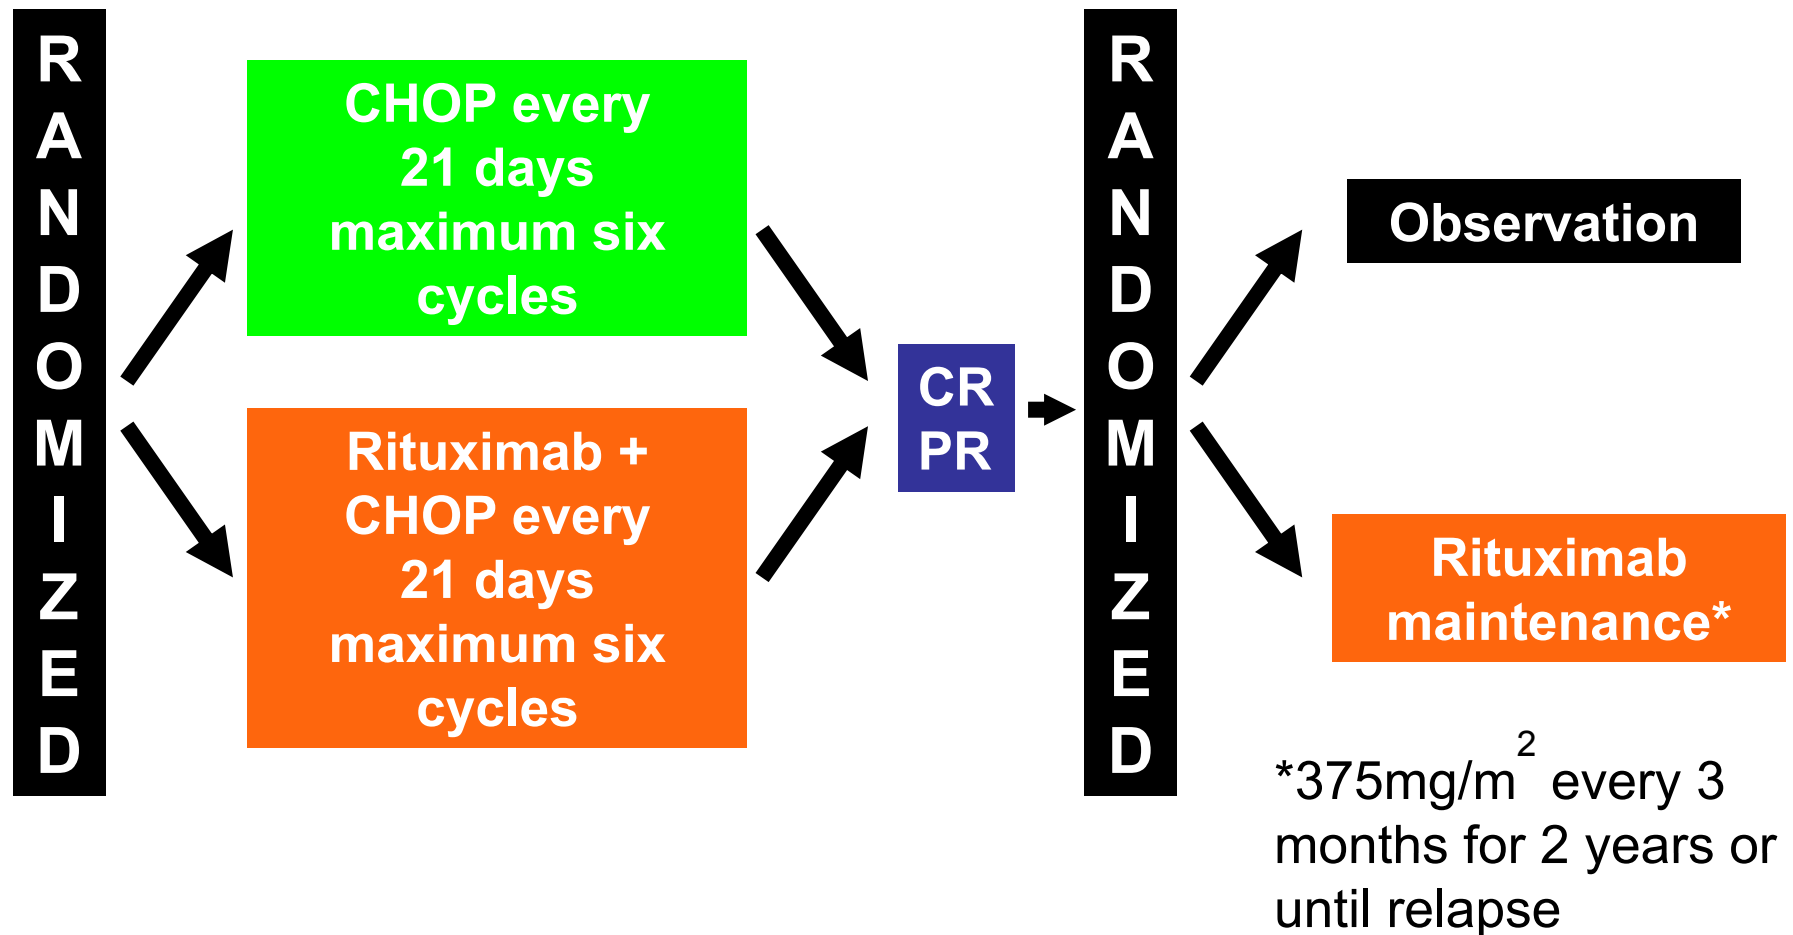 RANDOMIZED
CHOP every
21 days
maximum six
cycles
Rituximab +
CHOP every
21 days
maximum six
cycles
CR
PR
RANDOMIZED
Observation
Rituximab
maintenance*
*375mg/m² every 3
months for 2 years or
until relapse